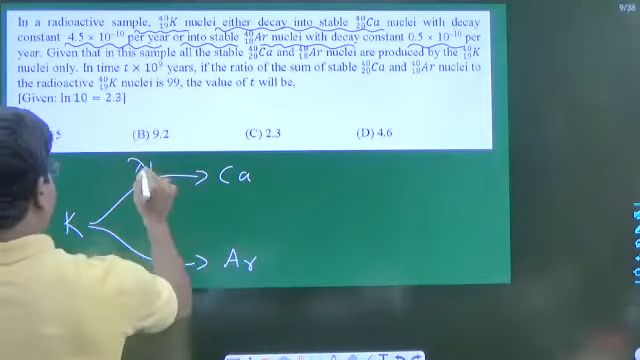 9/38
In a radioactive sample, ⁴⁰₁₉K nuclei either decay into stable ⁴⁰₂₀Ca nuclei with decay
constant 4.5 × 10⁻¹⁰ per year or into stable ⁴⁰₁₈Ar nuclei with decay constant 0.5 × 10⁻¹⁰ per
year. Given that in this sample all the stable ⁴⁰₂₀Ca and ⁴⁰₁₈Ar nuclei are produced by the ⁴⁰₁₉K
nuclei only. In time t × 10⁹ years, if the ratio of the sum of stable ⁴⁰₂₀Ca and ⁴⁰₁₈Ar nuclei to
the radioactive ⁴⁰₁₉K nuclei is 99, the value of t will be,
[Given: ln 10 = 2.3]
(B) 9.2 (C) 2.3 (D) 4.6
Ca
K
Ar